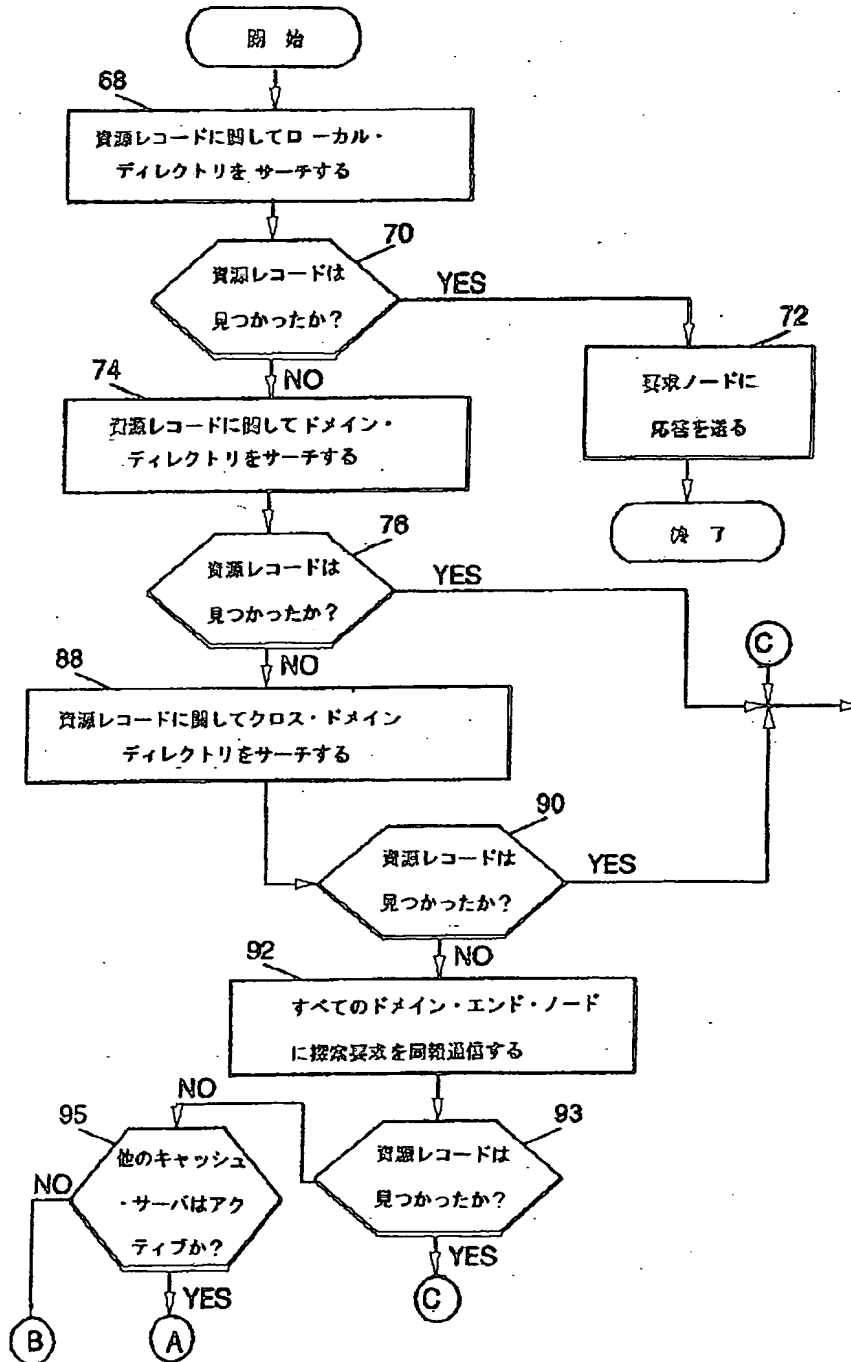 開 始
68
資源レコードに関してローカル・
ディレクトリをサーチする
70
資源レコードは
見つかったか?
YES
NO
72
要求ノードに
応答を送る
終 了
74
資源レコードに関してドメイン・
ディレクトリをサーチする
76
資源レコードは
見つかったか?
YES
NO
C
88
資源レコードに関してクロス・ドメイン
ディレクトリをサーチする
90
資源レコードは
見つかったか?
YES
NO
92
すべてのドメイン・エンド・ノード
に探索要求を同報通信する
NO
93
資源レコードは
見つかったか?
YES
C
95
他のキャッシュ
・サーバはアク
ティブか?
NO
YES
B
A